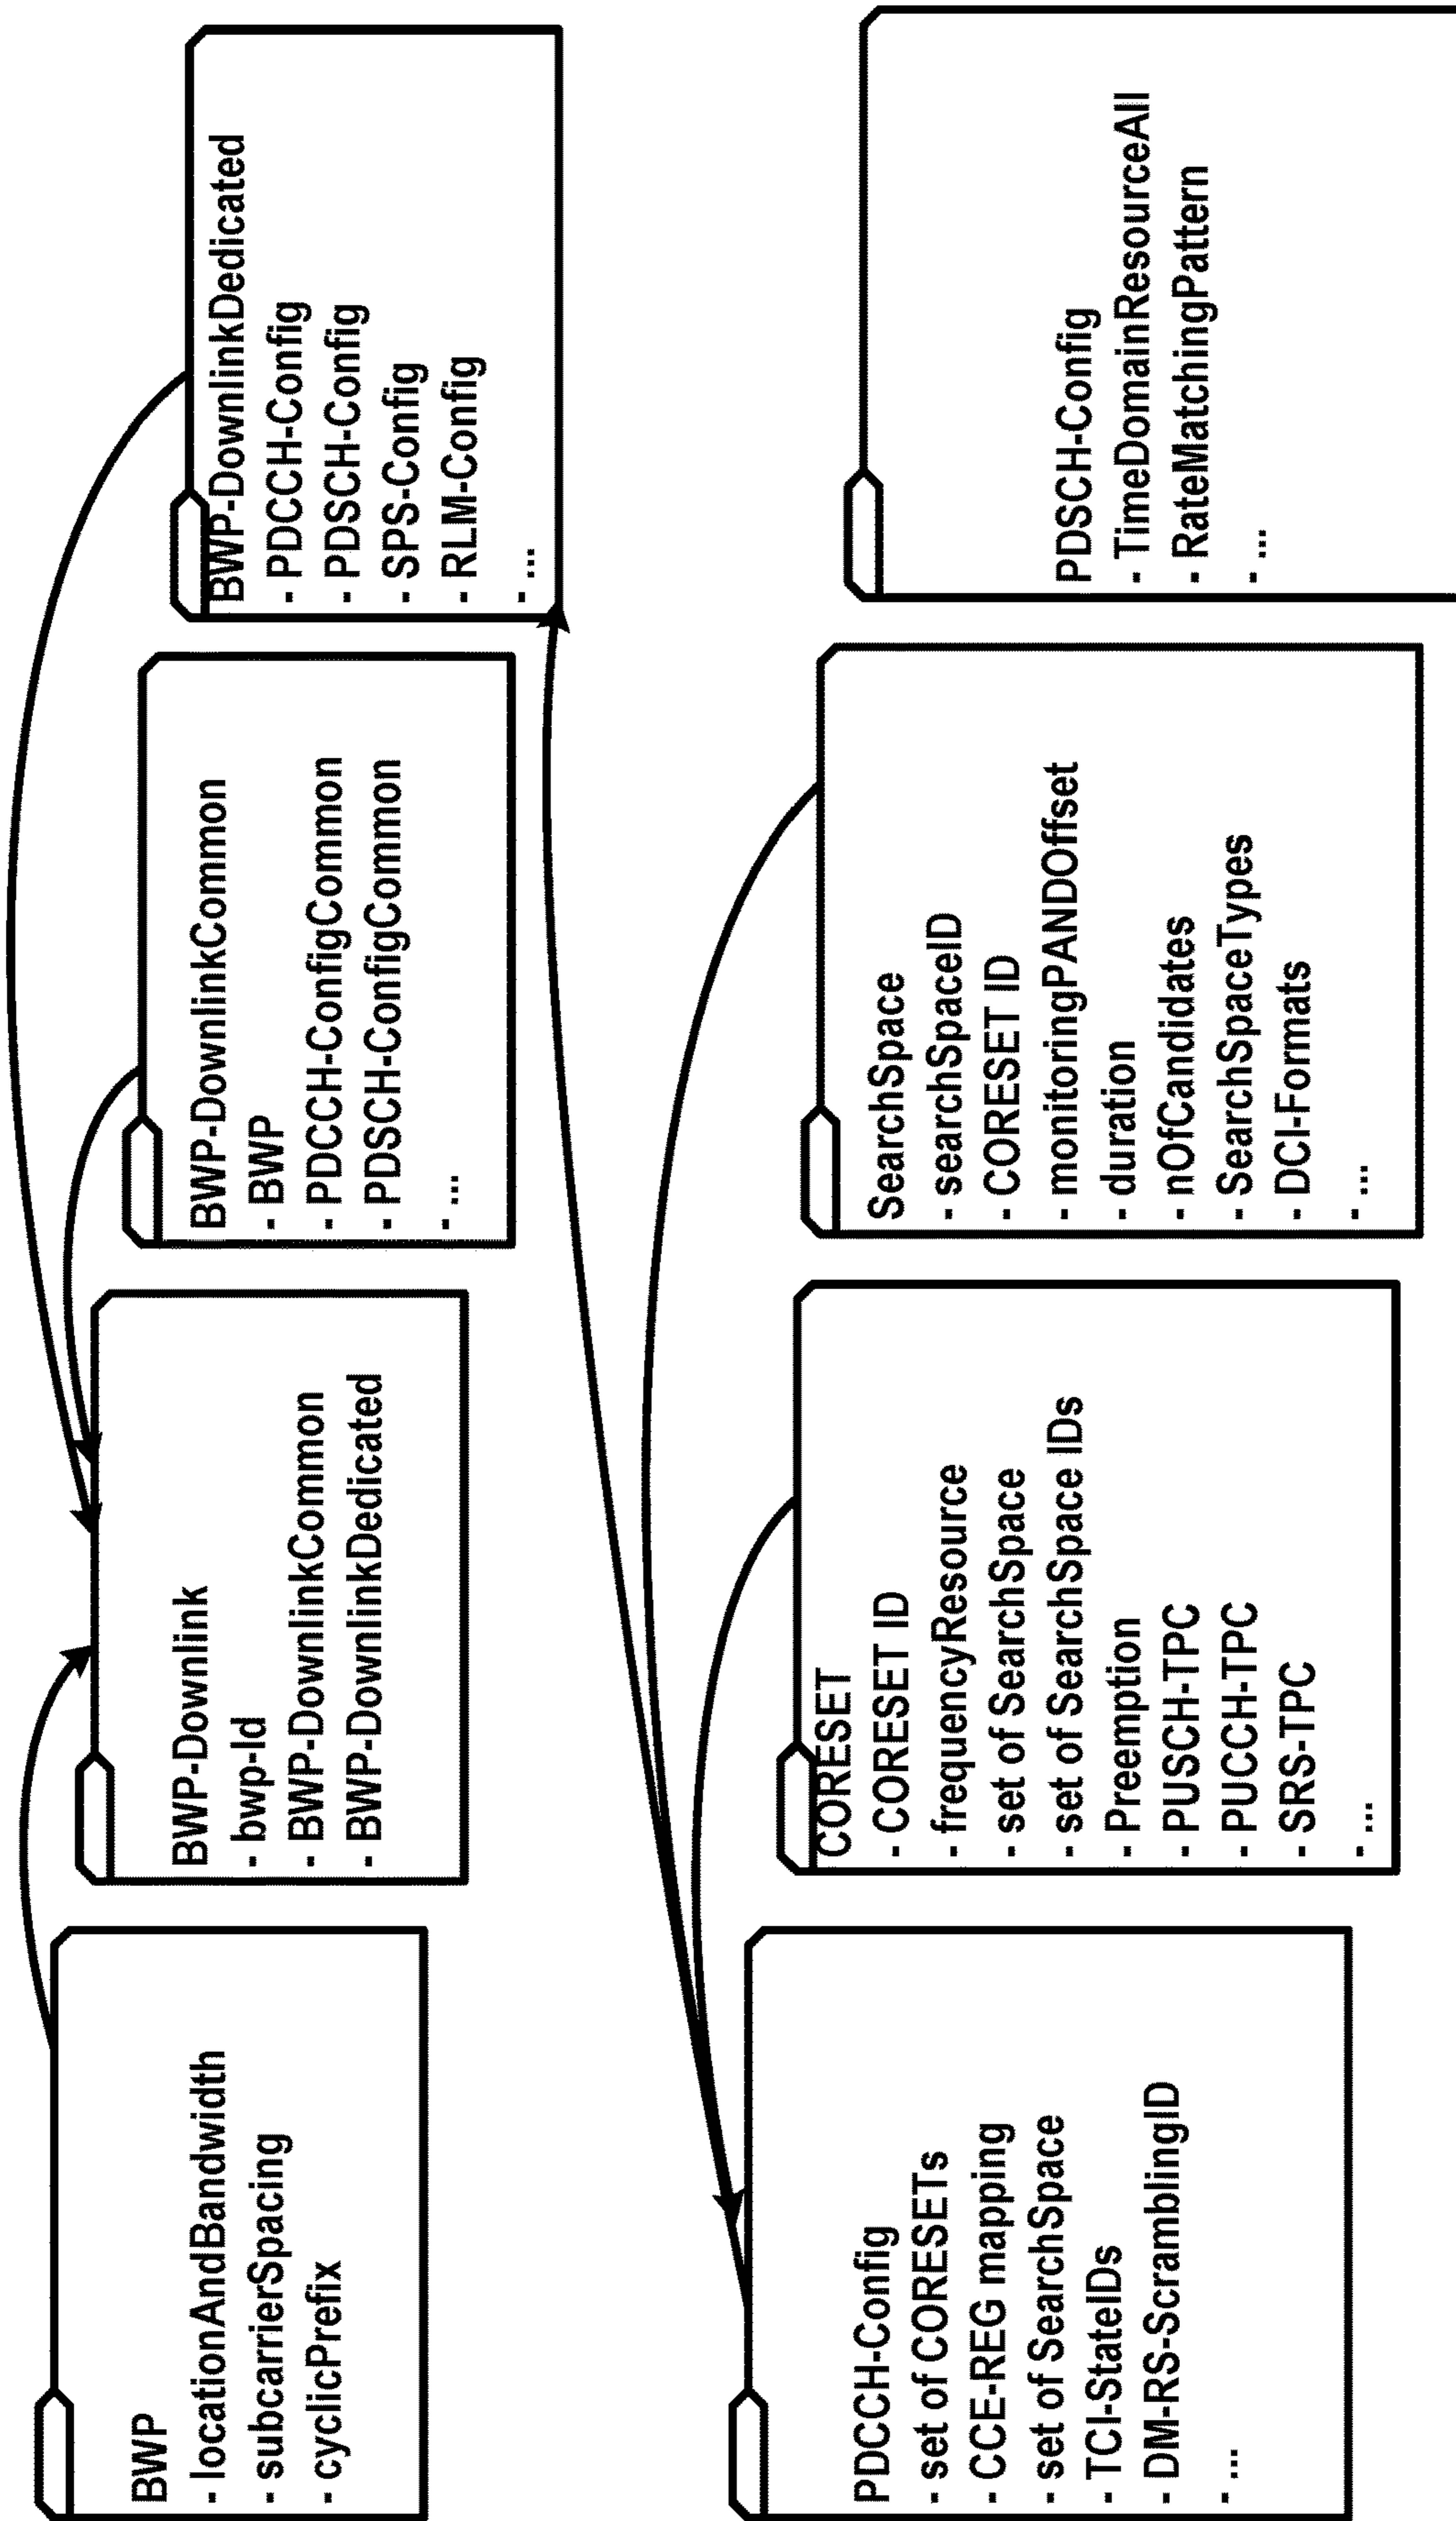 BWP
- locationAndBandwidth
- subcarrierSpacing
- cyclicPrefix
BWP-Downlink
- bwp-Id
- BWP-DownlinkCommon
- BWP-DownlinkDedicated
BWP-DownlinkCommon
- BWP
- PDCCH-ConfigCommon
- PDSCH-ConfigCommon
- ...
BWP-DownlinkDedicated
- PDCCH-Config
- PDSCH-Config
- SPS-Config
- RLM-Config
- ...
PDCCH-Config
- set of CORESETs
- CCE-REG mapping
- set of SearchSpace
- TCI-StateIDs
- DM-RS-ScramblingID
- ...
CORESET
- CORESET ID
- frequencyResource
- set of SearchSpace
- set of SearchSpace IDs
- Preemption
- PUSCH-TPC
- PUCCH-TPC
- SRS-TPC
- ...
SearchSpace
- searchSpaceID
- CORESET ID
- monitoringPANDOffset
- duration
- nOfCandidates
- SearchSpaceTypes
- DCI-Formats
- ...
PDSCH-Config
- TimeDomainResourceAll
- RateMatchingPattern
- ...